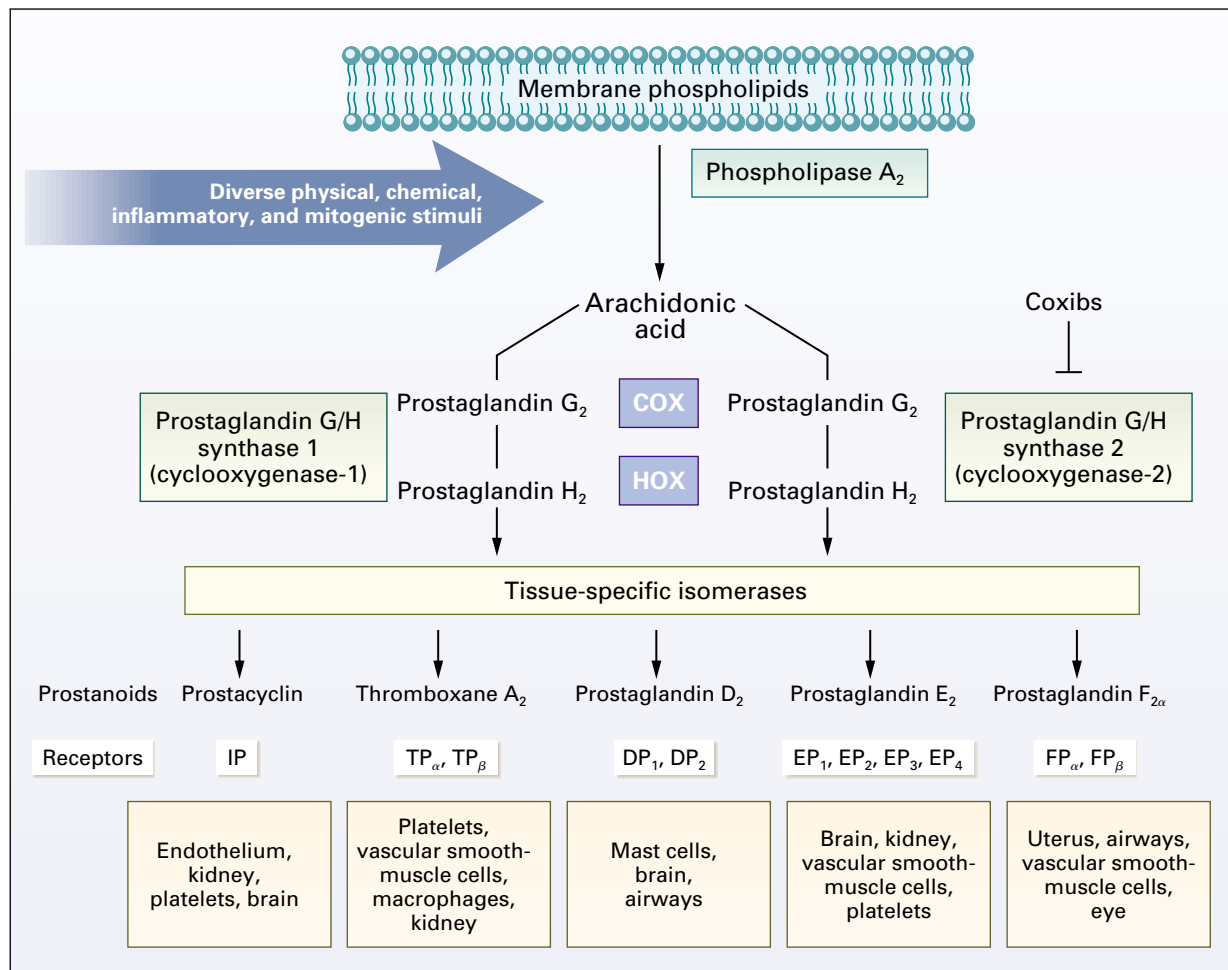 Membrane phospholipids
Phospholipase A₂
Diverse physical, chemical,
inflammatory, and mitogenic stimuli
Arachidonic
acid
Coxibs
Prostaglandin G/H
synthase 1
(cyclooxygenase-1)
Prostaglandin G₂
COX
Prostaglandin G₂
Prostaglandin G/H
synthase 2
(cyclooxygenase-2)
Prostaglandin H₂
HOX
Prostaglandin H₂
Tissue-specific isomerases
Prostanoids
Prostacyclin
Thromboxane A₂
Prostaglandin D₂
Prostaglandin E₂
Prostaglandin F₂α
Receptors
IP
TPα, TPβ
DP₁, DP₂
EP₁, EP₂, EP₃, EP₄
FPα, FPβ
Endothelium,
kidney,
platelets, brain
Platelets,
vascular smooth-
muscle cells,
macrophages,
kidney
Mast cells,
brain,
airways
Brain, kidney,
vascular smooth-
muscle cells,
platelets
Uterus, airways,
vascular smooth-
muscle cells,
eye